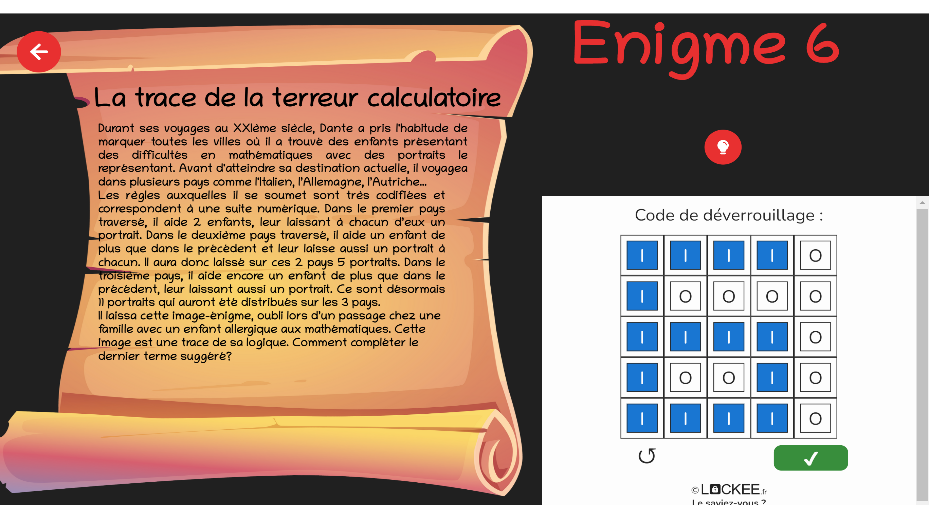 Enigme 6
La trace de la terreur calculatoire
Durant ses voyages au XXIème siècle, Dante a pris l'habitude de
marquer toutes les villes où il a trouvé des enfants présentant
des difficultés en mathématiques avec des portraits le
représentant. Avant d'atteindre sa destination actuelle, il voyagea
dans plusieurs pays comme l'Italien, l'Allemagne, l'Autriche...
Les règles auxquelles il se soumet sont très codifiées et
correspondent à une suite numérique. Dans le premier pays
traversé, il aide 2 enfants, leur laissant à chacun d'eux un
portrait. Dans le deuxième pays traversé, il aide un enfant de
plus que dans le précédent et leur laisse aussi un portrait à
chacun. Il aura donc laissé sur ces 2 pays 5 portraits. Dans le
troisième pays, il aide encore un enfant de plus que dans le
précédent, leur laissant aussi un portrait. Ce sont désormais
11 portraits qui auront été distribués sur les 3 pays.
Il laissa cette image-énigme, oubli lors d'un passage chez une
famille avec un enfant allergique aux mathématiques. Cette
image est une trace de sa logique. Comment compléter le
dernier terme suggéré?
Code de déverrouillage :
I I I I O
I O O O O
I I I I O
I O O I O
I I I I O
© LOCKEE.fr
Le saviez-vous ?